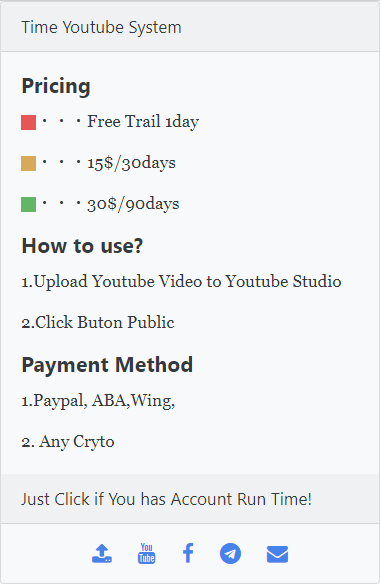 Time Youtube System
Pricing
· · · Free Trail 1day
· · · 15$/30days
· · · 30$/90days
How to use?
1.Upload Youtube Video to Youtube Studio
2.Click Buton Public
Payment Method
1.Paypal, ABA,Wing,
2. Any Cryto
Just Click if You has Account Run Time!
You Tube